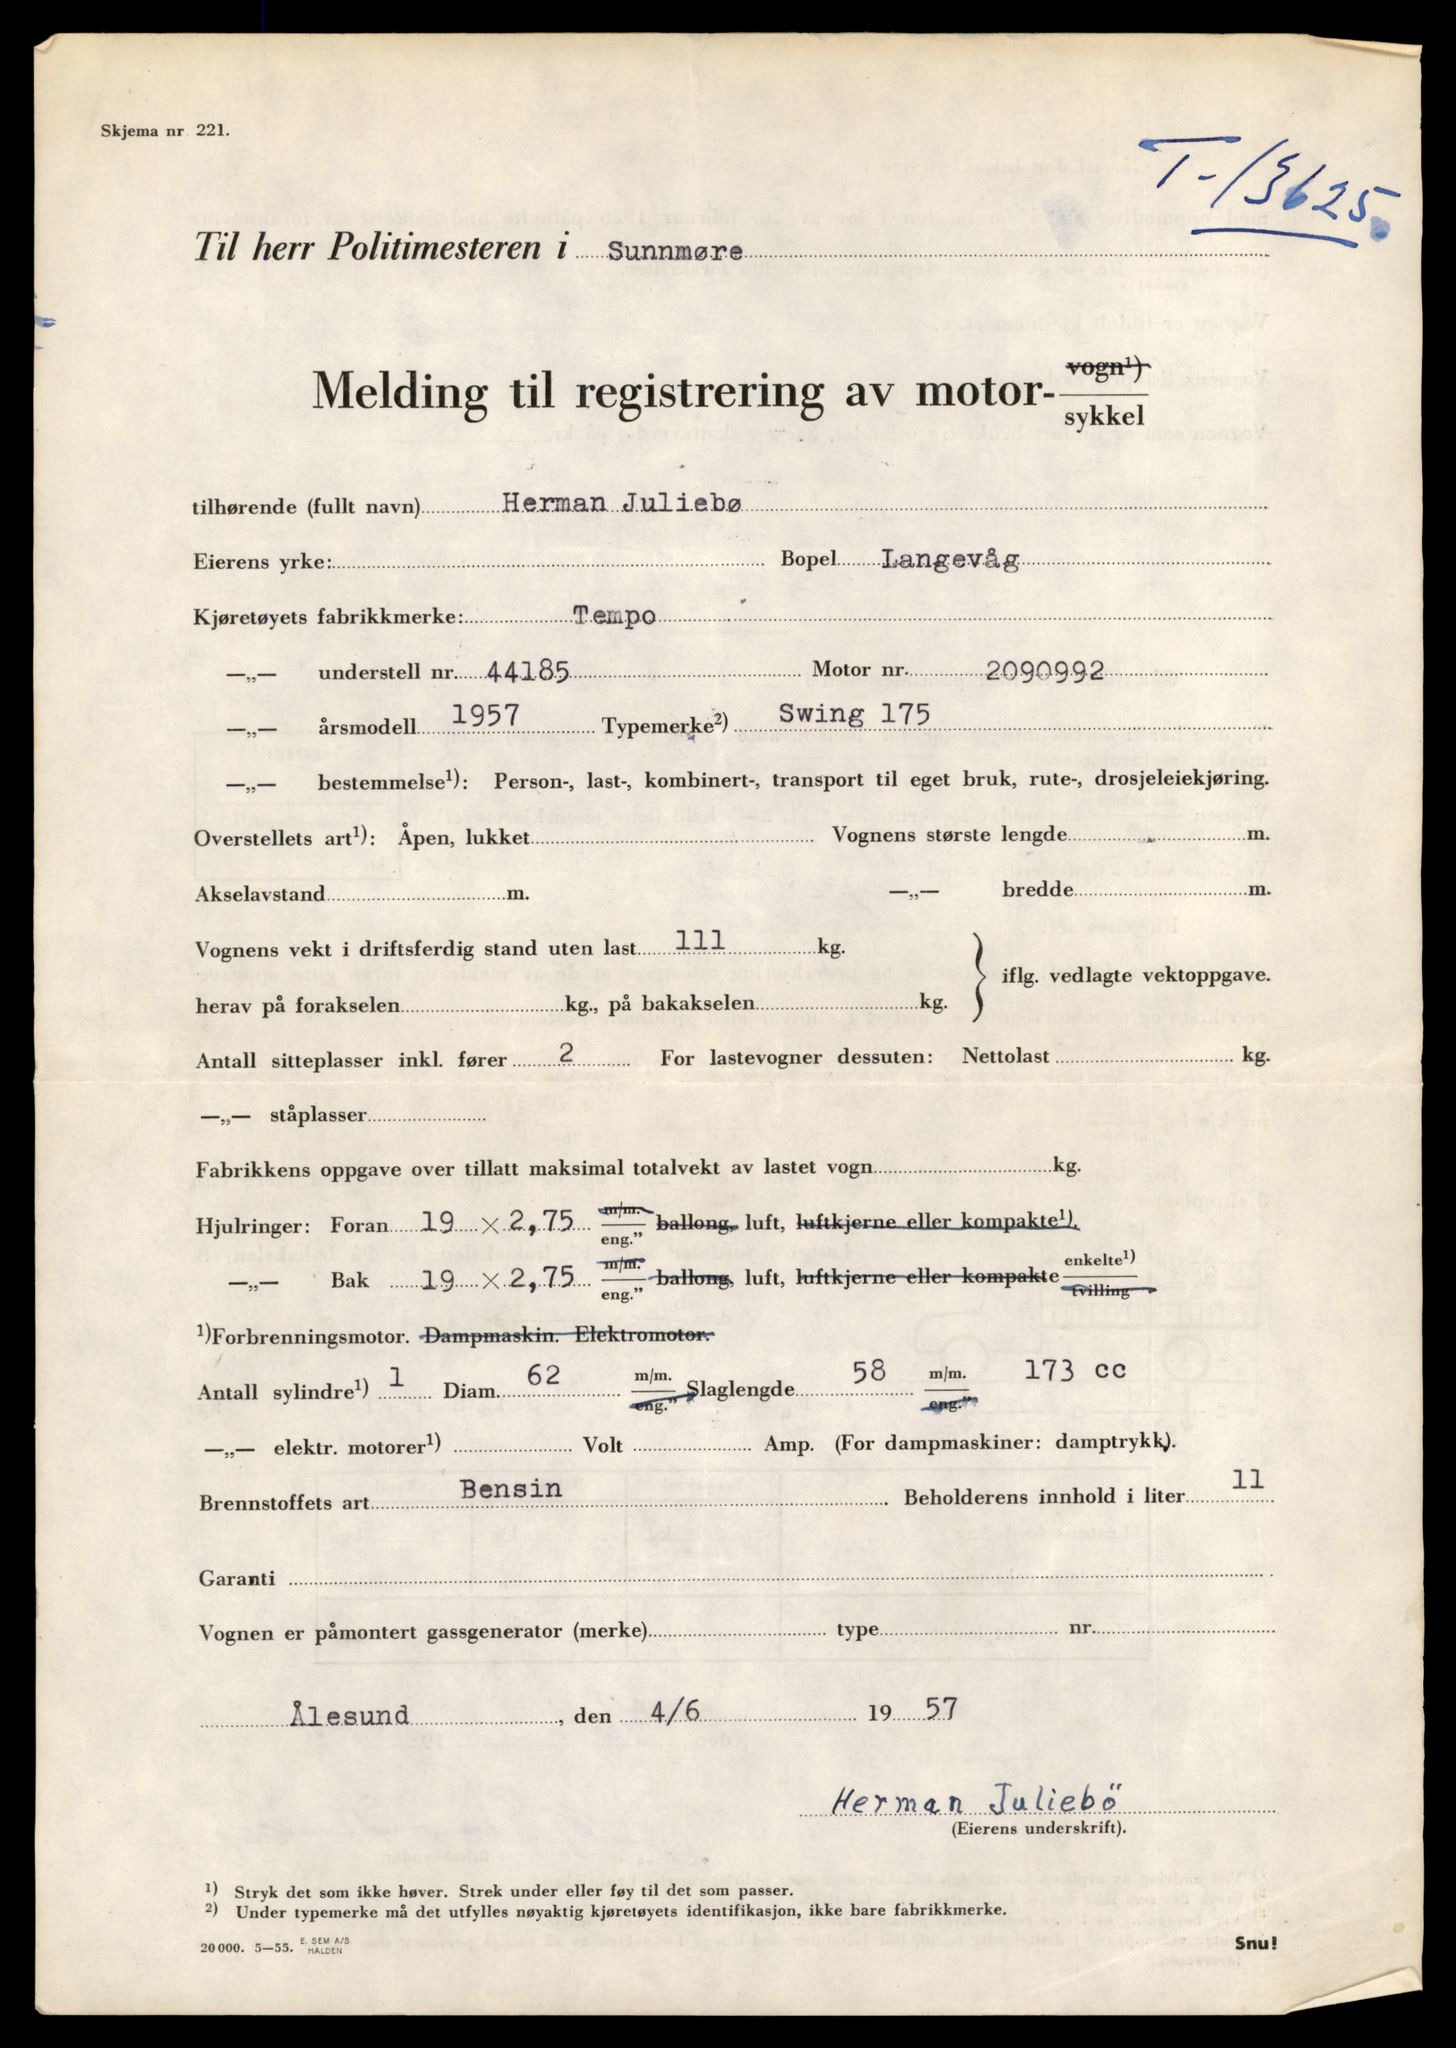 Skjema nr 221.
T-13625.
Til herr Politimesteren i Sunnmøre
Melding til registrering av motor- vogn¹)
sykkel
tilhørende (fullt navn) Herman Juliebø
Eierens yrke: Bopel Langevåg
Kjøretøyets fabrikkmerke: Tempo
—„— understell nr. 44185 Motor nr. 2090992
—„— årsmodell 1957 Typemerke²) Swing 175
—„— bestemmelse¹): Person-, last-, kombinert-, transport til eget bruk, rute-, drosjeleiekjøring.
Overstellets art¹): Åpen, lukket Vognens største lengde m.
Akselavstand m. —„— bredde m.
Vognens vekt i driftsferdig stand uten last 111 kg.
iflg. vedlagte vektoppgave.
herav på forakselen kg., på bakakselen kg.
Antall sitteplasser inkl. fører 2 For lastevogner dessuten: Nettolast kg.
—„— ståplasser
Fabrikkens oppgave over tillatt maksimal totalvekt av lastet vogn kg.
Hjulringer: Foran 19 × 2,75 m/m. eng.” ballong, luft, luftkjerne eller kompakte¹).
—„— Bak 19 × 2,75 m/m. eng.” ballong, luft, luftkjerne eller kompakte enkelte¹) tvilling
¹)Forbrenningsmotor. Dampmaskin. Elektromotor.
Antall sylindre¹) 1 Diam. 62 m/m. eng.” Slaglengde 58 m/m. eng.” 173 cc
—„— elektr. motorer¹) Volt Amp. (For dampmaskiner: damptrykk).
Brennstoffets art Bensin Beholderens innhold i liter 11
Garanti
Vognen er påmontert gassgenerator (merke) type nr.
Ålesund, den 4/6 19 57
Herman Juliebö
(Eierens underskrift).
¹) Stryk det som ikke høver. Strek under eller føy til det som passer.
²) Under typemerke må det utfylles nøyaktig kjøretøyets identifikasjon, ikke bare fabrikkmerke.
20 000. 5—55. E. SEM A/S HALDEN
Snu!